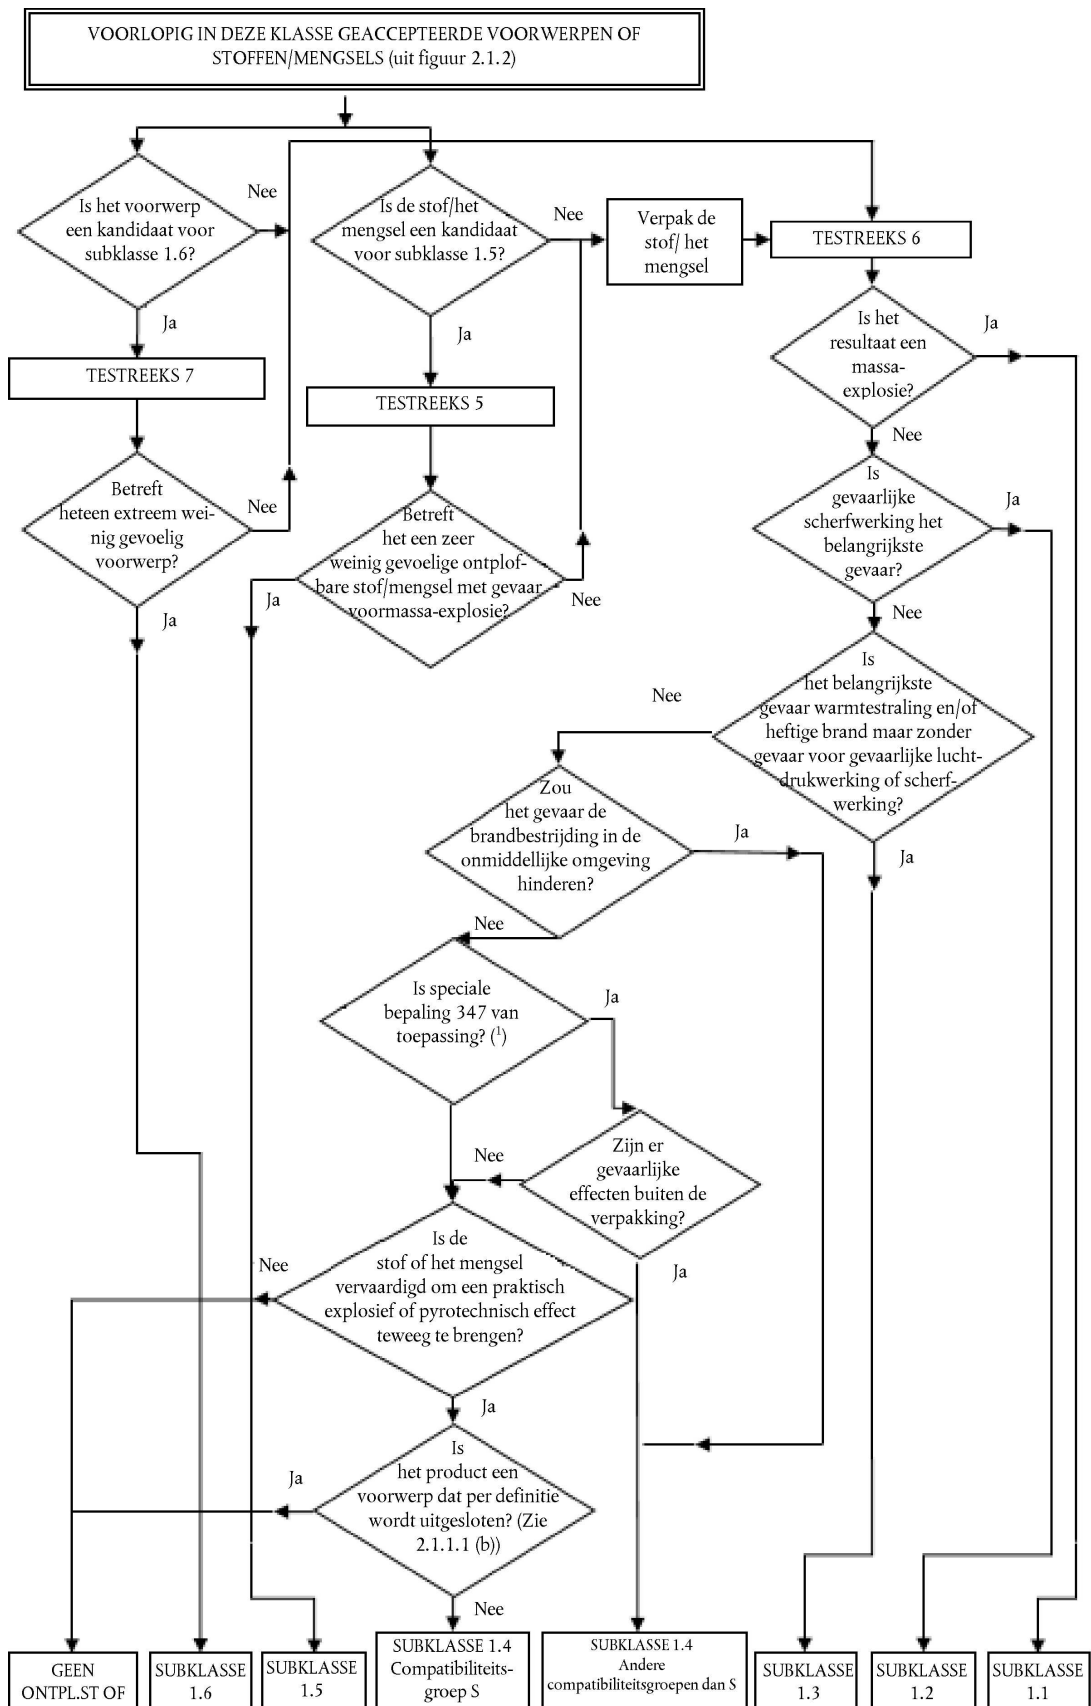 VOORLOPIG IN DEZE KLASSE GEACCEPTEERDE VOORWERPEN OF
STOFFEN/MENGSELS (uit figuur 2.1.2)
Is het voorwerp
een kandidaat voor
subklasse 1.6?
Nee
Ja
Is de stof/het
mengsel een kandidaat
voor subklasse 1.5?
Nee
Ja
Verpak de
stof/ het
mengsel
TESTREEKS 6
Is het
resultaat een
massa-
explosie?
Ja
Nee
TESTREEKS 7
TESTREEKS 5
Betreft
heteen extreem wei-
nig gevoelig
voorwerp?
Nee
Ja
Betreft
het een zeer
weinig gevoelige ontplof-
bare stof/mengsel met gevaar
voormassa-explosie?
Ja
Nee
Is
gevaarlijke
scherfwerking het
belangrijkste
gevaar?
Ja
Nee
Is
het belangrijkste
gevaar warmtestraling en/of
heftige brand maar zonder
gevaar voor gevaarlijke lucht-
drukwerking of scherf-
werking?
Nee
Ja
Zou
het gevaar de
brandbestrijding in de
onmiddellijke omgeving
hinderen?
Ja
Nee
Is speciale
bepaling 347 van
toepassing? (1)
Ja
Nee
Zijn er
gevaarlijke
effecten buiten de
verpakking?
Ja
Is de
stof of het mengsel
vervaardigd om een praktisch
explosief of pyrotechnisch effect
teweeg te brengen?
Nee
Ja
Is
het product een
voorwerp dat per definitie
wordt uitgesloten? (Zie
2.1.1.1 (b))
Ja
Nee
GEEN
ONTPL.ST OF
SUBKLASSE
1.6
SUBKLASSE
1.5
SUBKLASSE 1.4
Compatibiliteits-
groep S
SUBKLASSE 1.4
Andere
compatibiliteitsgroepen dan S
SUBKLASSE
1.3
SUBKLASSE
1.2
SUBKLASSE
1.1